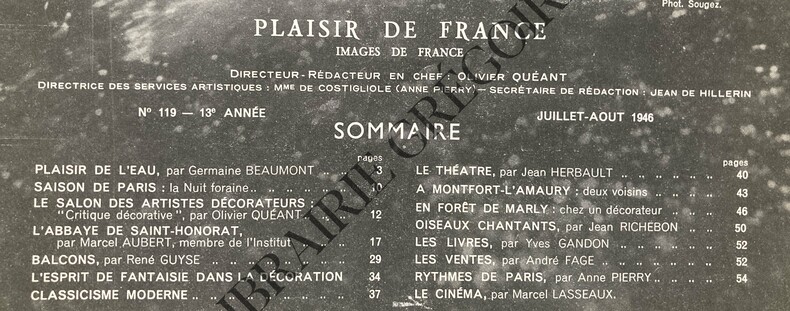 Phot. Sougez.
PLAISIR DE FRANCE
IMAGES DE FRANCE
DIRECTEUR-RÉDACTEUR EN CHEF : OLIVIER QUÉANT
DIRECTRICE DES SERVICES ARTISTIQUES : MME DE COSTIGLIOLE (ANNE PIERRY) — SECRÉTAIRE DE RÉDACTION : JEAN DE HILLERIN
No 119 — 13e ANNÉE
JUILLET-AOUT 1946
SOMMAIRE
pages
PLAISIR DE L'EAU, par Germaine BEAUMONT .. .. 3
SAISON DE PARIS : la Nuit foraine.. .. .. .. .. .. 10
LE SALON DES ARTISTES DÉCORATEURS :
"Critique décorative", par Olivier QUÉANT.. .. .. 12
L'ABBAYE DE SAINT-HONORAT,
par Marcel AUBERT, membre de l'Institut .. .. .. 17
BALCONS, par René GUYSE .. .. .. .. .. .. .. 29
L'ESPRIT DE FANTAISIE DANS LA DÉCORATION 34
CLASSICISME MODERNE .. .. .. .. .. .. .. .. 37
pages
LE THÉATRE, par Jean HERBAULT .. .. .. .. .. 40
A MONTFORT-L'AMAURY : deux voisins .. .. .. 43
EN FORÊT DE MARLY : chez un décorateur .. .. .. 46
OISEAUX CHANTANTS, par Jean RICHEBON .. .. 50
LES LIVRES, par Yves GANDON .. .. .. .. .. .. 52
LES VENTES, par André FAGE .. .. .. .. .. .. 52
RYTHMES DE PARIS, par Anne PIERRY.. .. .. .. 54
LE CINÉMA, par Marcel LASSEAUX.
LIBRAIRIE GRÉGOIRE